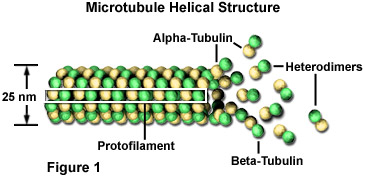 Microtubule Helical Structure
Alpha-Tubulin
Heterodimers
25 nm
Protofilament
Beta-Tubulin
Figure 1